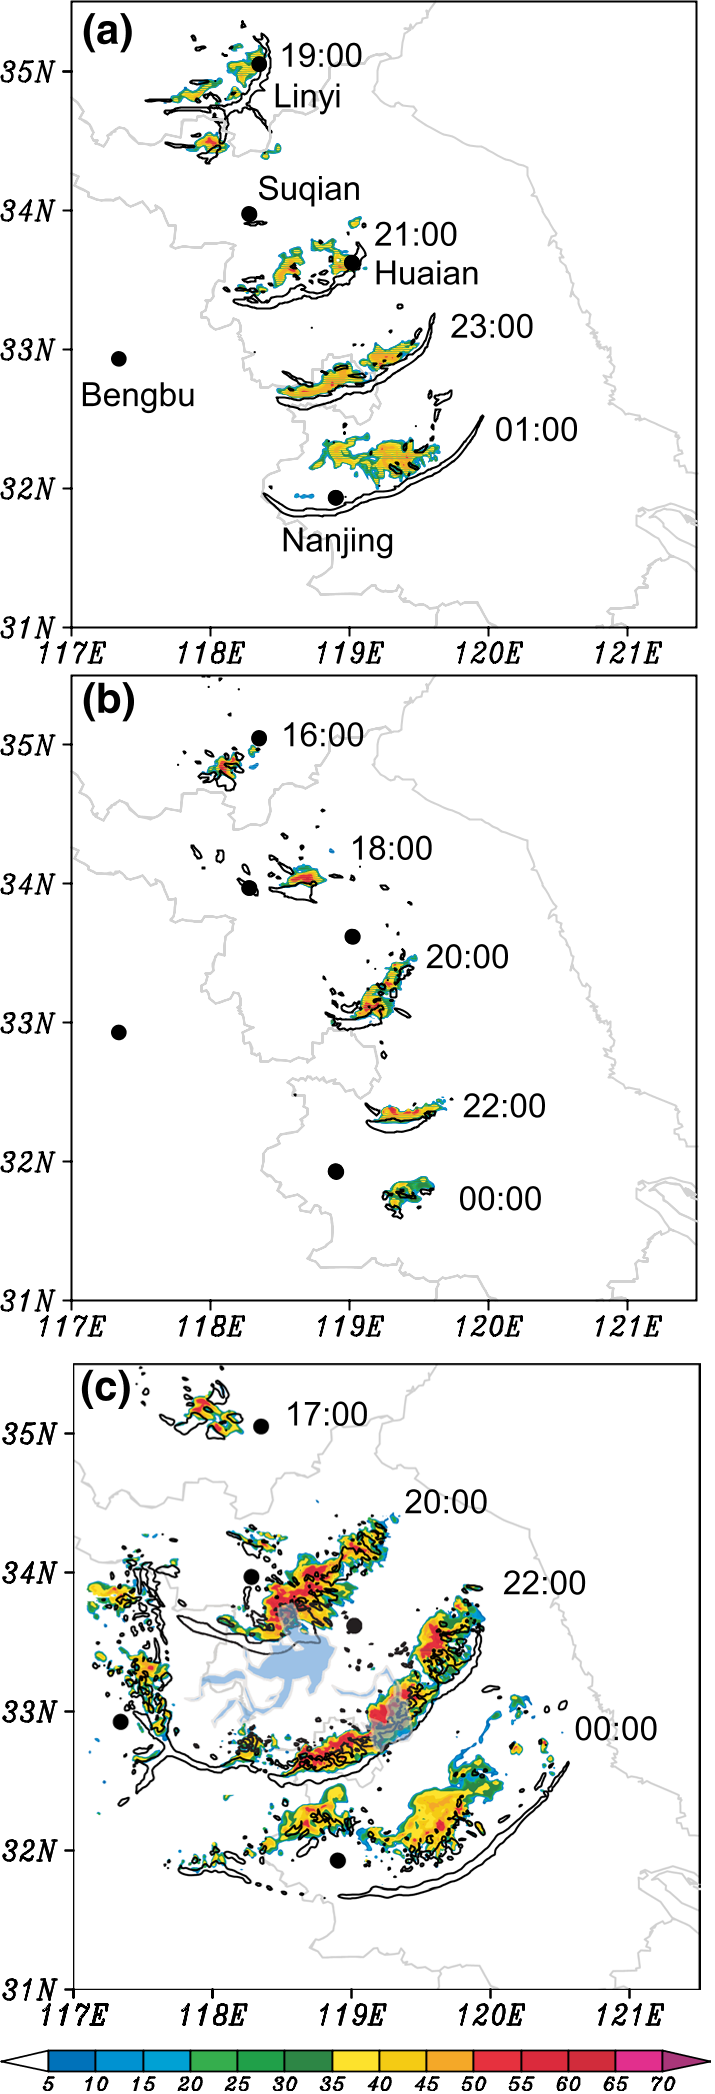 (a)
19:00
35N
Linyi
Suqian
34N
21:00
Huaian
23:00
33N
Bengbu
01:00
32N
Nanjing
31N
117E 118E 119E 120E 121E
(b)
16:00
35N
18:00
34N
20:00
33N
22:00
32N
00:00
31N
117E 118E 119E 120E 121E
(c)
17:00
35N
20:00
34N
22:00
33N
00:00
32N
31N
117E 118E 119E 120E 121E
5 10 15 20 25 30 35 40 45 50 55 60 65 70